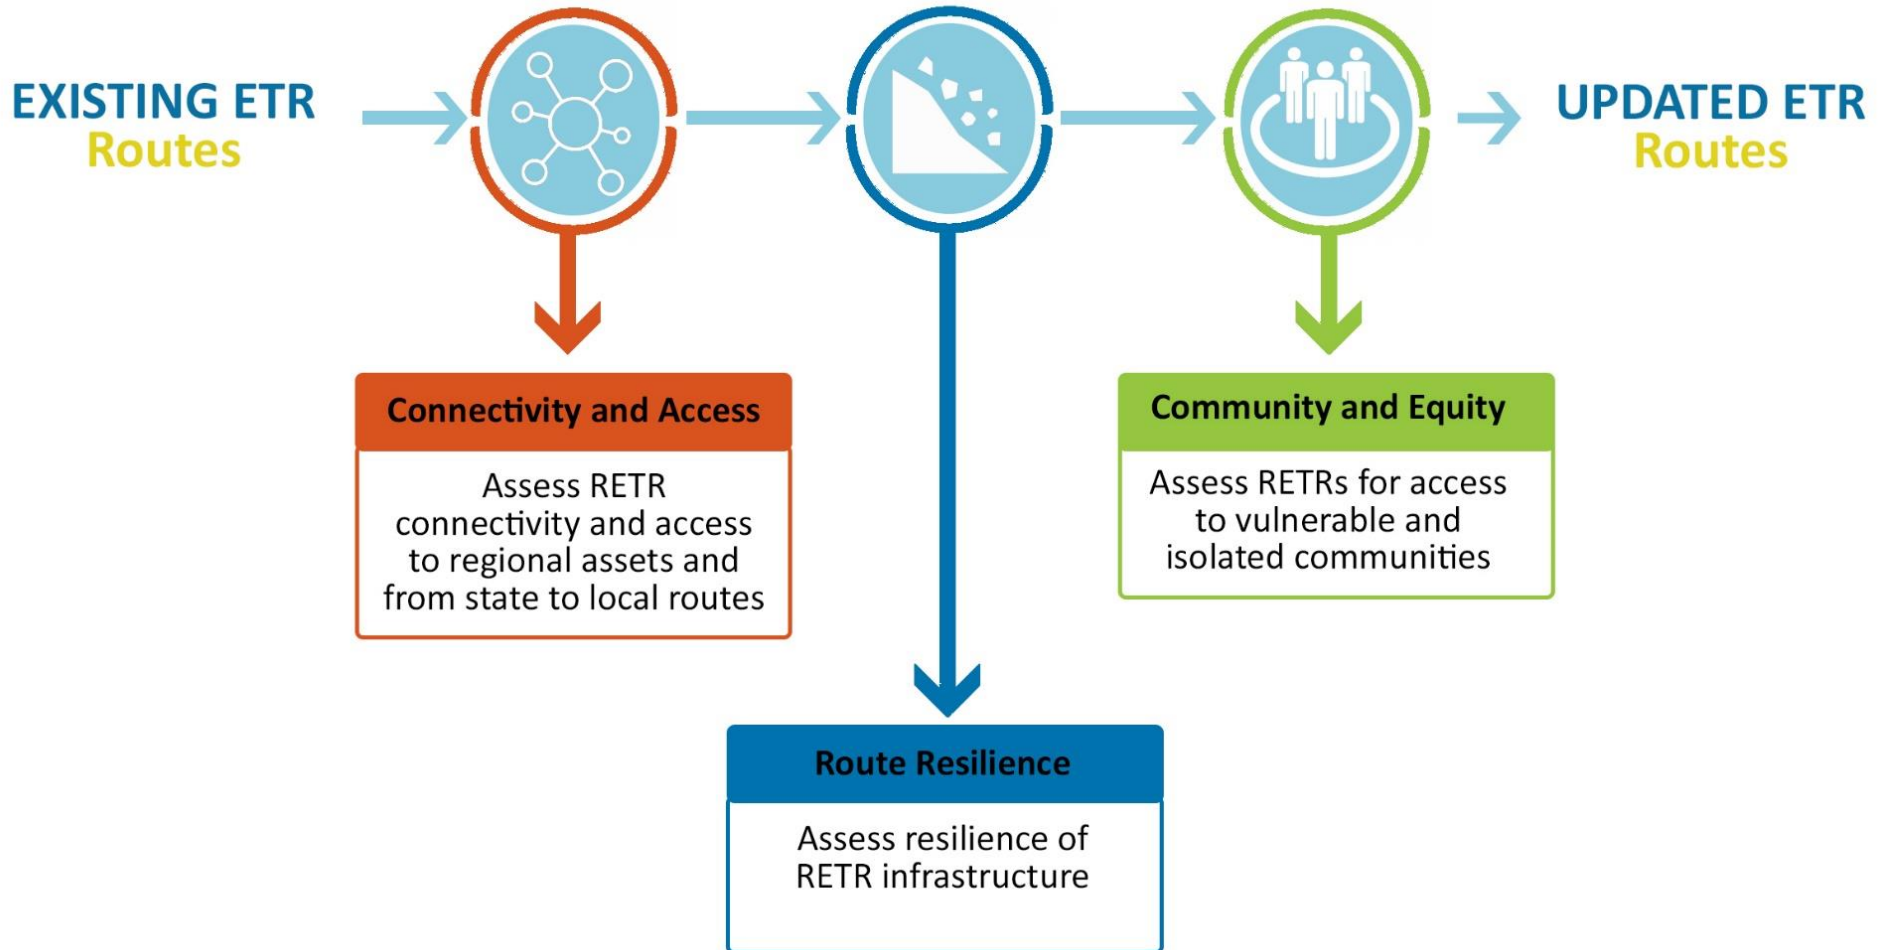 EXISTING ETR
Routes
UPDATED ETR
Routes
Connectivity and Access
Assess RETR
connectivity and access
to regional assets and
from state to local routes
Community and Equity
Assess RETRs for access
to vulnerable and
isolated communities
Route Resilience
Assess resilience of
RETR infrastructure